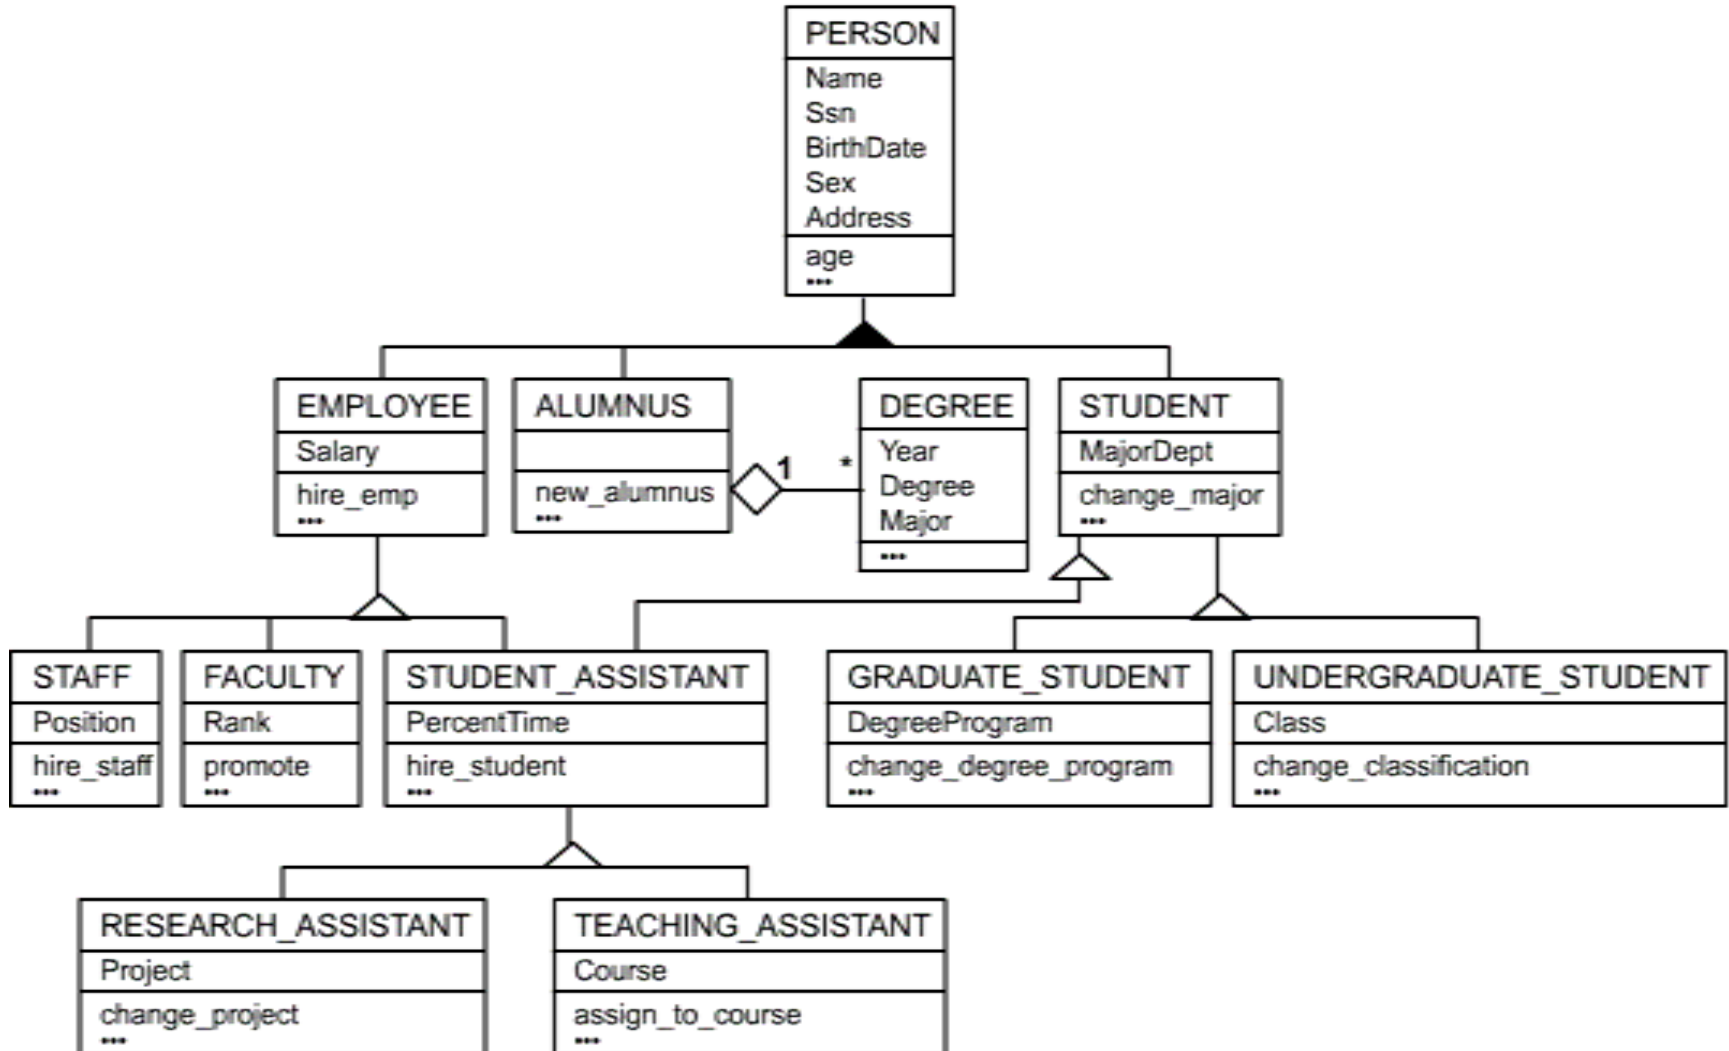 PERSON
Name
Ssn
BirthDate
Sex
Address
age
•••
EMPLOYEE
Salary
hire_emp
•••
ALUMNUS
new_alumnus
•••
1
*
DEGREE
Year
Degree
Major
•••
STUDENT
MajorDept
change_major
•••
STAFF
Position
hire_staff
•••
FACULTY
Rank
promote
•••
STUDENT_ASSISTANT
PercentTime
hire_student
•••
GRADUATE_STUDENT
DegreeProgram
change_degree_program
•••
UNDERGRADUATE_STUDENT
Class
change_classification
•••
RESEARCH_ASSISTANT
Project
change_project
•••
TEACHING_ASSISTANT
Course
assign_to_course
•••